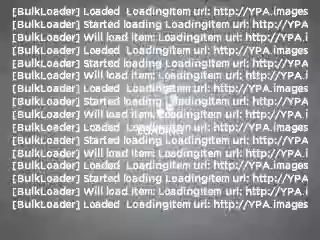 [BulkLoader] Loaded LoadingItem url: http://YPA.images
[BulkLoader] Started loading LoadingItem url: http://YPA
[BulkLoader] Will load item: LoadingItem url: http://YPA.i
[BulkLoader] Loaded LoadingItem url: http://YPA.images
[BulkLoader] Started loading LoadingItem url: http://YPA
[BulkLoader] Will load item: LoadingItem url: http://YPA.i
[BulkLoader] Loaded LoadingItem url: http://YPA.images
[BulkLoader] Started loading LoadingItem url: http://YPA
[BulkLoader] Will load item: LoadingItem url: http://YPA.i
[BulkLoader] Loaded LoadingItem url: http://YPA.images
LOADING
[BulkLoader] Started loading LoadingItem url: http://YPA
[BulkLoader] Will load item: LoadingItem url: http://YPA.i
[BulkLoader] Loaded LoadingItem url: http://YPA.images
[BulkLoader] Started loading LoadingItem url: http://YPA
[BulkLoader] Will load item: LoadingItem url: http://YPA.i
[BulkLoader] Loaded LoadingItem url: http://YPA.images